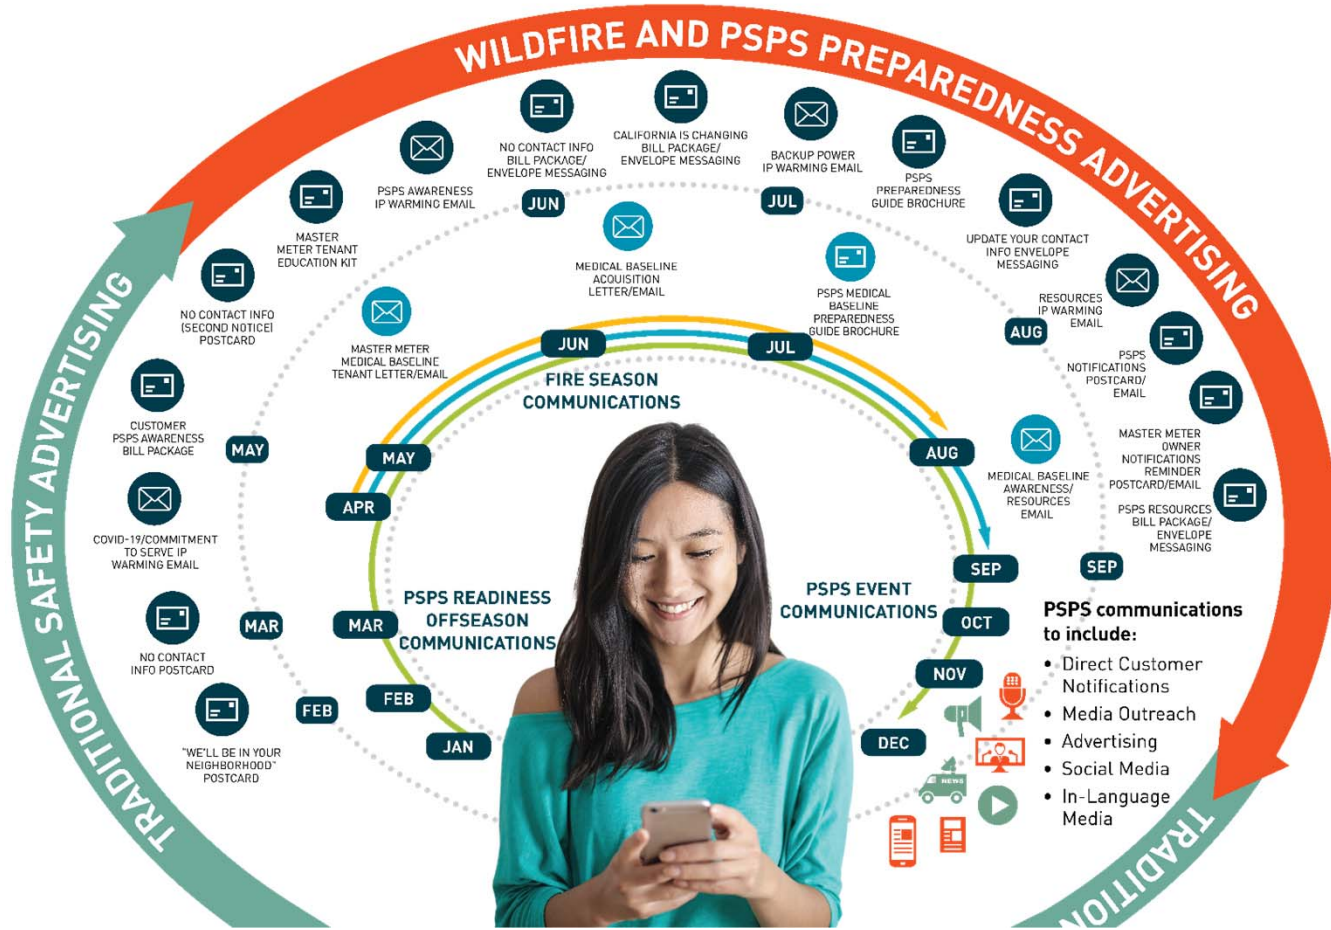 WILDFIRE AND PSPS PREPAREDNESS ADVERTISING
TRADITIONAL SAFETY ADVERTISING
"WE'LL BE IN YOUR
NEIGHBORHOOD"
POSTCARD
NO CONTACT
INFO POSTCARD
COVID-19/COMMITMENT
TO SERVE IP
WARMING EMAIL
CUSTOMER
PSPS AWARENESS
BILL PACKAGE
NO CONTACT INFO
(SECOND NOTICE)
POSTCARD
MASTER
METER TENANT
EDUCATION KIT
PSPS AWARENESS
IP WARMING EMAIL
NO CONTACT INFO
BILL PACKAGE/
ENVELOPE MESSAGING
CALIFORNIA IS CHANGING
BILL PACKAGE/
ENVELOPE MESSAGING
BACKUP POWER
IP WARMING EMAIL
PSPS
PREPAREDNESS
GUIDE BROCHURE
UPDATE YOUR CONTACT
INFO ENVELOPE
MESSAGING
RESOURCES
IP WARMING
EMAIL
PSPS
NOTIFICATIONS
POSTCARD/
EMAIL
MASTER METER
OWNER
NOTIFICATIONS
REMINDER
POSTCARD/EMAIL
PSPS RESOURCES
BILL PACKAGE/
ENVELOPE
MESSAGING
FEB
MAR
MAY
JUN
JUL
AUG
SEP
MASTER METER
MEDICAL BASELINE
TENANT LETTER/EMAIL
MEDICAL BASELINE
ACQUISITION
LETTER/EMAIL
PSPS MEDICAL
BASELINE
PREPAREDNESS
GUIDE BROCHURE
MEDICAL BASELINE
AWARENESS/
RESOURCES
EMAIL
JAN
FEB
MAR
APR
MAY
JUN
JUL
AUG
SEP
OCT
NOV
DEC
FIRE SEASON
COMMUNICATIONS
PSPS READINESS
OFFSEASON
COMMUNICATIONS
PSPS EVENT
COMMUNICATIONS
PSPS communications
to include:
• Direct Customer
Notifications
• Media Outreach
• Advertising
• Social Media
• In-Language
Media
NEWS
TRADITION